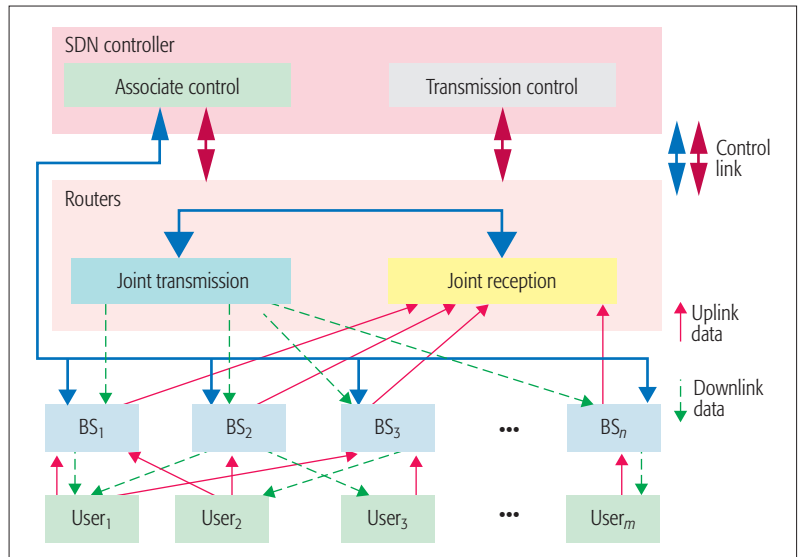 SDN controller
Associate control
Transmission control
Control
link
Routers
Joint transmission
Joint reception
Uplink
data
Downlink
data
BS₁
BS₂
BS₃
•••
BSₙ
User₁
User₂
User₃
•••
Userₘ